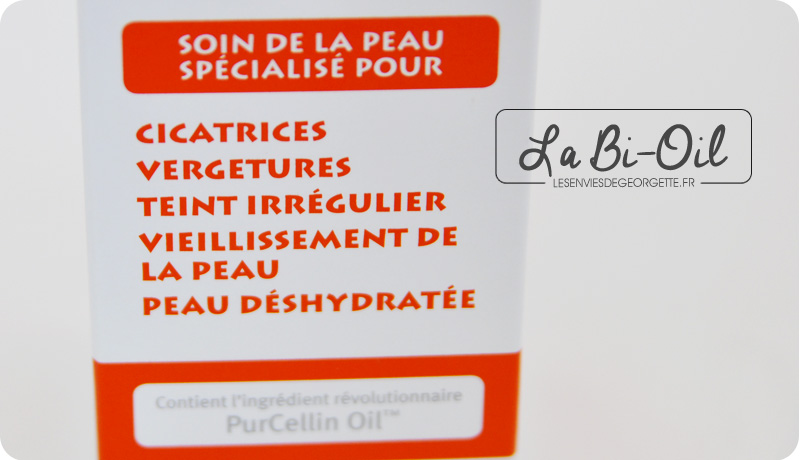 SOIN DE LA PEAU
SPÉCIALISÉ POUR
CICATRICES
VERGETURES
TEINT IRRÉGULIER
VIEILLISSEMENT DE
LA PEAU
PEAU DÉSHYDRATÉE
Contient l'ingrédient révolutionnaire
PurCellin Oil™
La Bi-Oil
LESENVIESDEGEORGETTE.FR